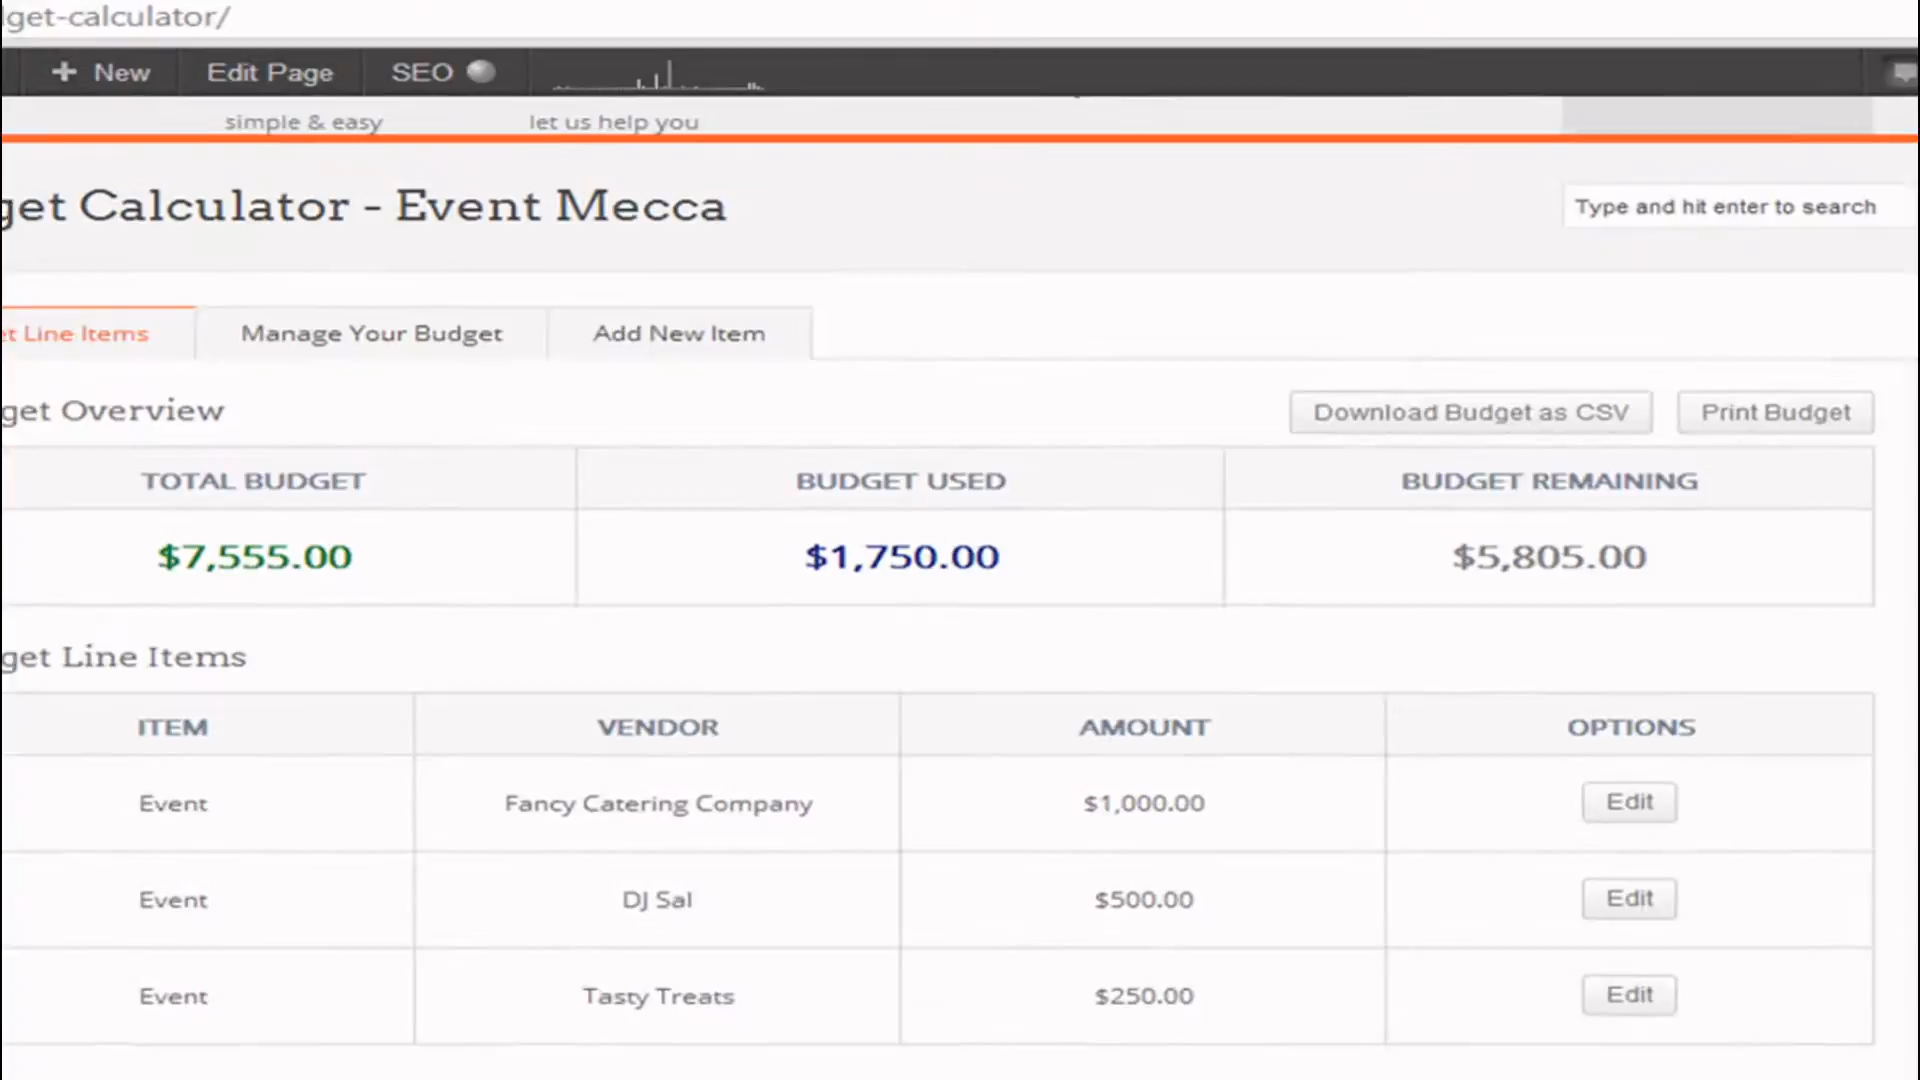 get-calculator/
+ New Edit Page SEO
simple & easy let us help you
get Calculator - Event Mecca
Type and hit enter to search
et Line Items Manage Your Budget Add New Item
get Overview Download Budget as CSV Print Budget
TOTAL BUDGET BUDGET USED BUDGET REMAINING
$7,555.00 $1,750.00 $5,805.00
get Line Items
ITEM VENDOR AMOUNT OPTIONS
Event Fancy Catering Company $1,000.00 Edit
Event DJ Sal $500.00 Edit
Event Tasty Treats $250.00 Edit